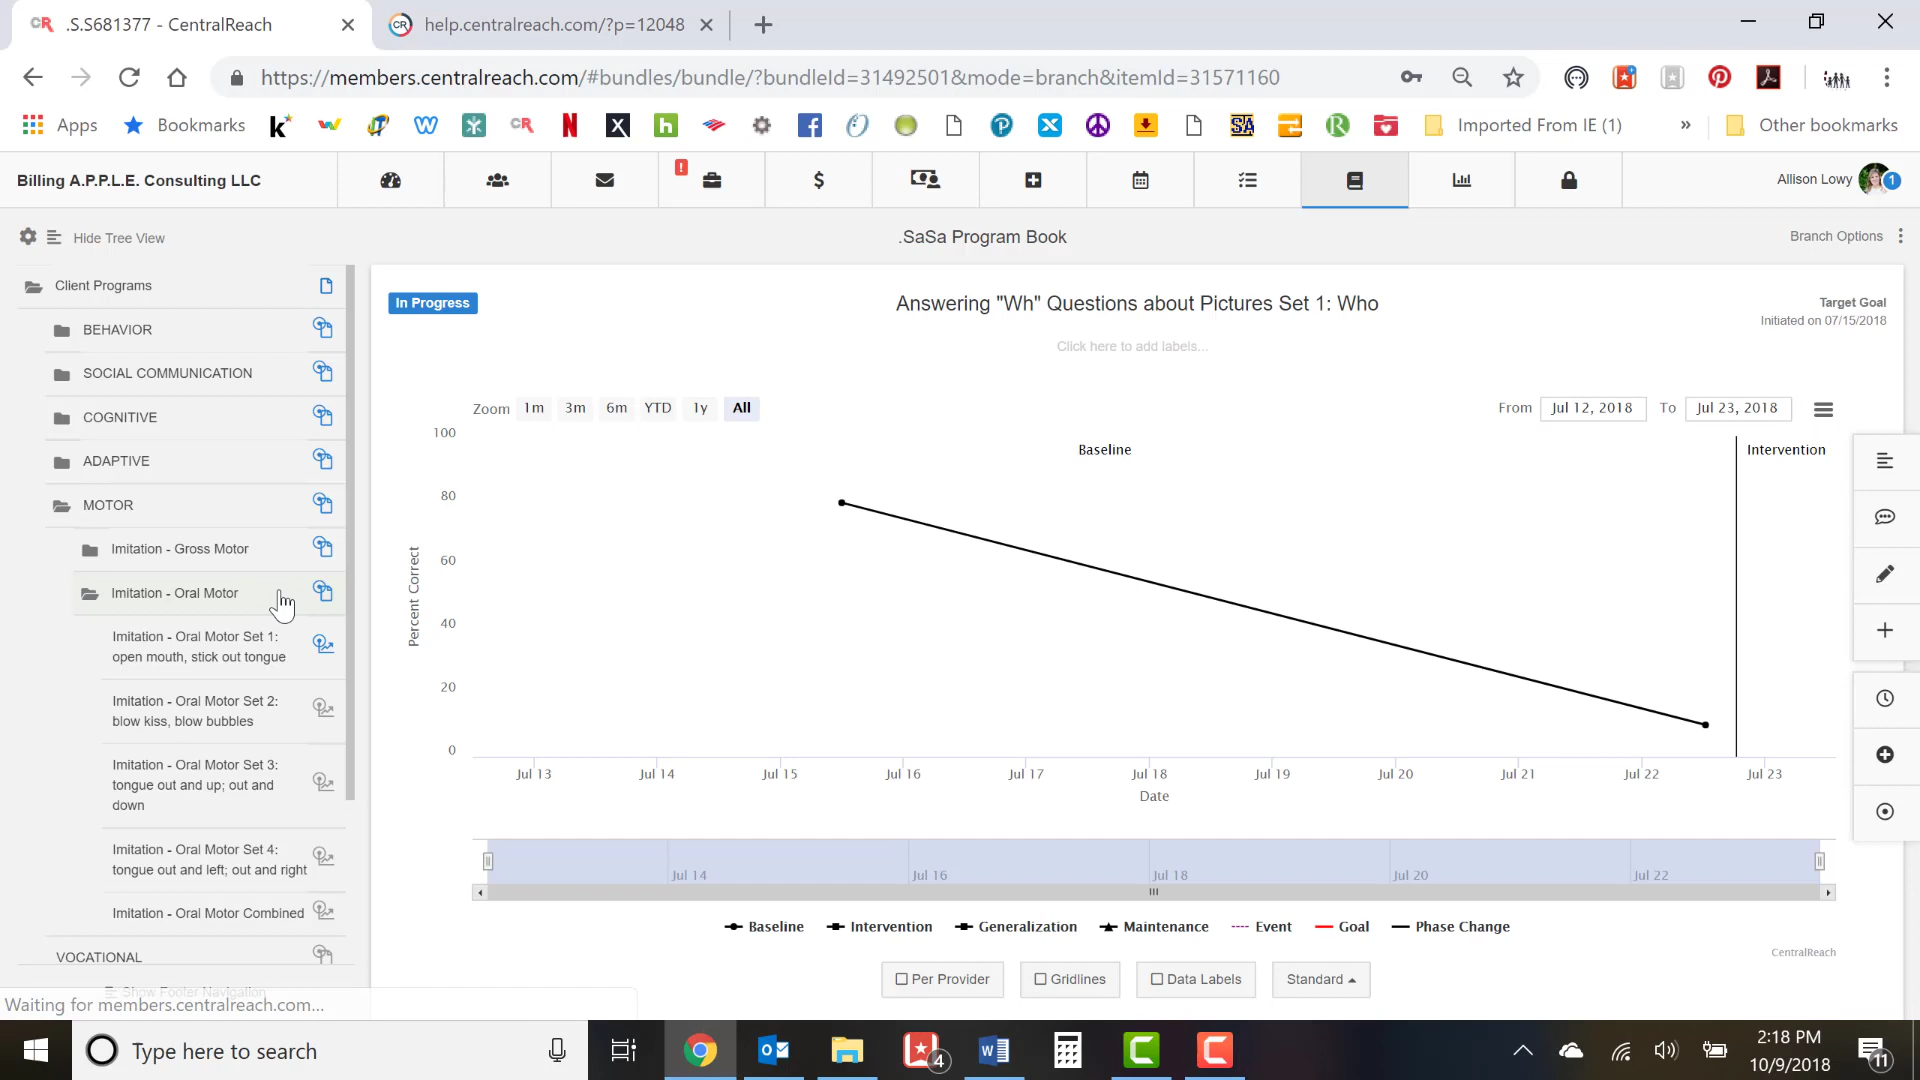 .S.S681377 - CentralReach
help.centralreach.com/?p=12048
https://members.centralreach.com/#bundles/bundle/?bundleId=31492501&mode=branch&itemId=31571160
Apps
Bookmarks
Imported From IE (1)
»
Other bookmarks
Billing A.P.P.L.E. Consulting LLC
Allison Lowy
1
Hide Tree View
.SaSa Program Book
Branch Options
Client Programs
BEHAVIOR
SOCIAL COMMUNICATION
COGNITIVE
ADAPTIVE
MOTOR
Imitation - Gross Motor
Imitation - Oral Motor
Imitation - Oral Motor Set 1:
open mouth, stick out tongue
Imitation - Oral Motor Set 2:
blow kiss, blow bubbles
Imitation - Oral Motor Set 3:
tongue out and up; out and
down
Imitation - Oral Motor Set 4:
tongue out and left; out and right
Imitation - Oral Motor Combined
VOCATIONAL
Show Footer Navigation
Waiting for members.centralreach.com...
In Progress
Answering "Wh" Questions about Pictures Set 1: Who
Target Goal
Initiated on 07/15/2018
Click here to add labels...
Zoom 1m 3m 6m YTD 1y All
From Jul 12, 2018 To Jul 23, 2018
Baseline
Intervention
Percent Correct
100
80
60
40
20
0
Jul 13 Jul 14 Jul 15 Jul 16 Jul 17 Jul 18 Jul 19 Jul 20 Jul 21 Jul 22 Jul 23
Date
Jul 14 Jul 16 Jul 18 Jul 20 Jul 22
Baseline Intervention Generalization Maintenance Event Goal Phase Change
CentralReach
Per Provider
Gridlines
Data Labels
Standard
Type here to search
4
2:18 PM
10/9/2018
11